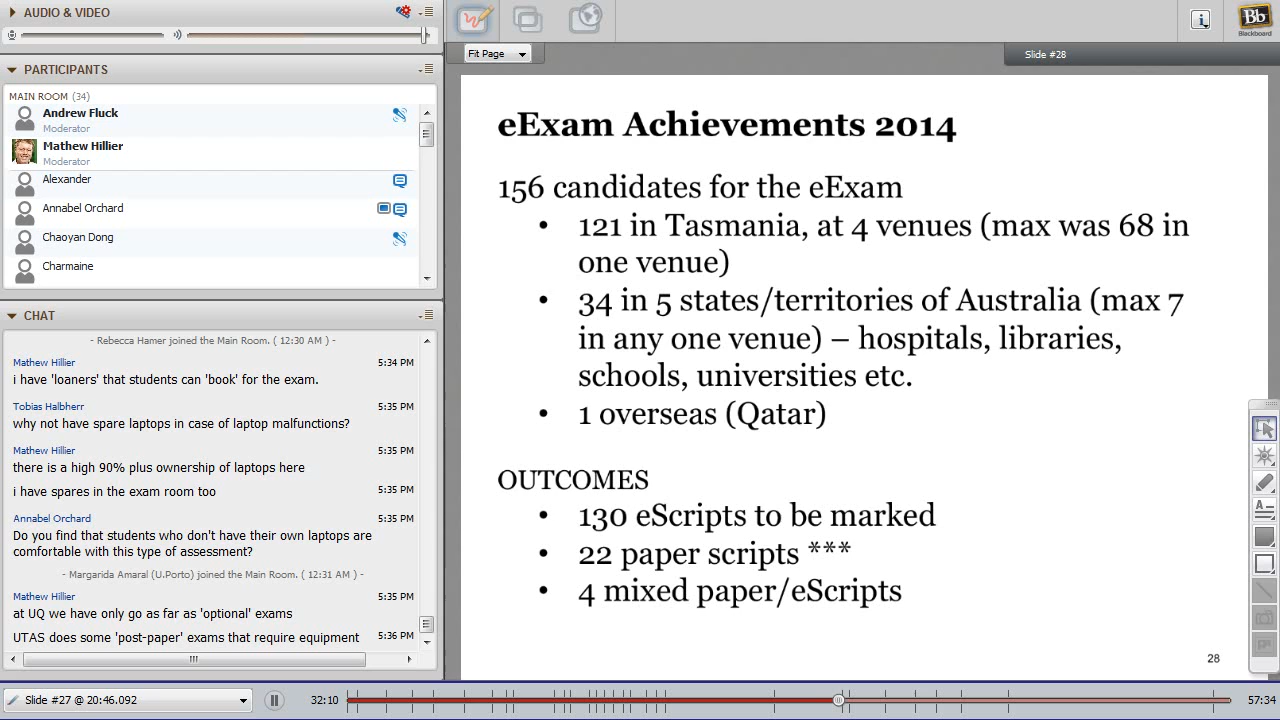 AUDIO & VIDEO
PARTICIPANTS
MAIN ROOM (34)
Andrew Fluck
Moderator
Mathew Hillier
Moderator
Alexander
Annabel Orchard
Chaoyan Dong
Charmaine
CHAT
- Rebecca Hamer joined the Main Room. ( 12:30 AM ) -
Mathew Hillier 5:34 PM
i have 'loaners' that students can 'book' for the exam.
Tobias Halbherr 5:35 PM
why not have spare laptops in case of laptop malfunctions?
Mathew Hillier 5:35 PM
there is a high 90% plus ownership of laptops here
i have spares in the exam room too 5:35 PM
Annabel Orchard 5:35 PM
Do you find that students who don't have their own laptops are
comfortable with this type of assessment?
- Margarida Amaral (U.Porto) joined the Main Room. ( 12:31 AM ) -
Mathew Hillier 5:35 PM
at UQ we have only go as far as 'optional' exams
UTAS does some 'post-paper' exams that require equipment 5:36 PM
Slide #27 @ 20:46.092
32:10
57:34
Fit Page
Slide #28
Bb
Blackboard
eExam Achievements 2014
156 candidates for the eExam
• 121 in Tasmania, at 4 venues (max was 68 in
one venue)
• 34 in 5 states/territories of Australia (max 7
in any one venue) – hospitals, libraries,
schools, universities etc.
• 1 overseas (Qatar)
OUTCOMES
• 130 eScripts to be marked
• 22 paper scripts ***
• 4 mixed paper/eScripts
28